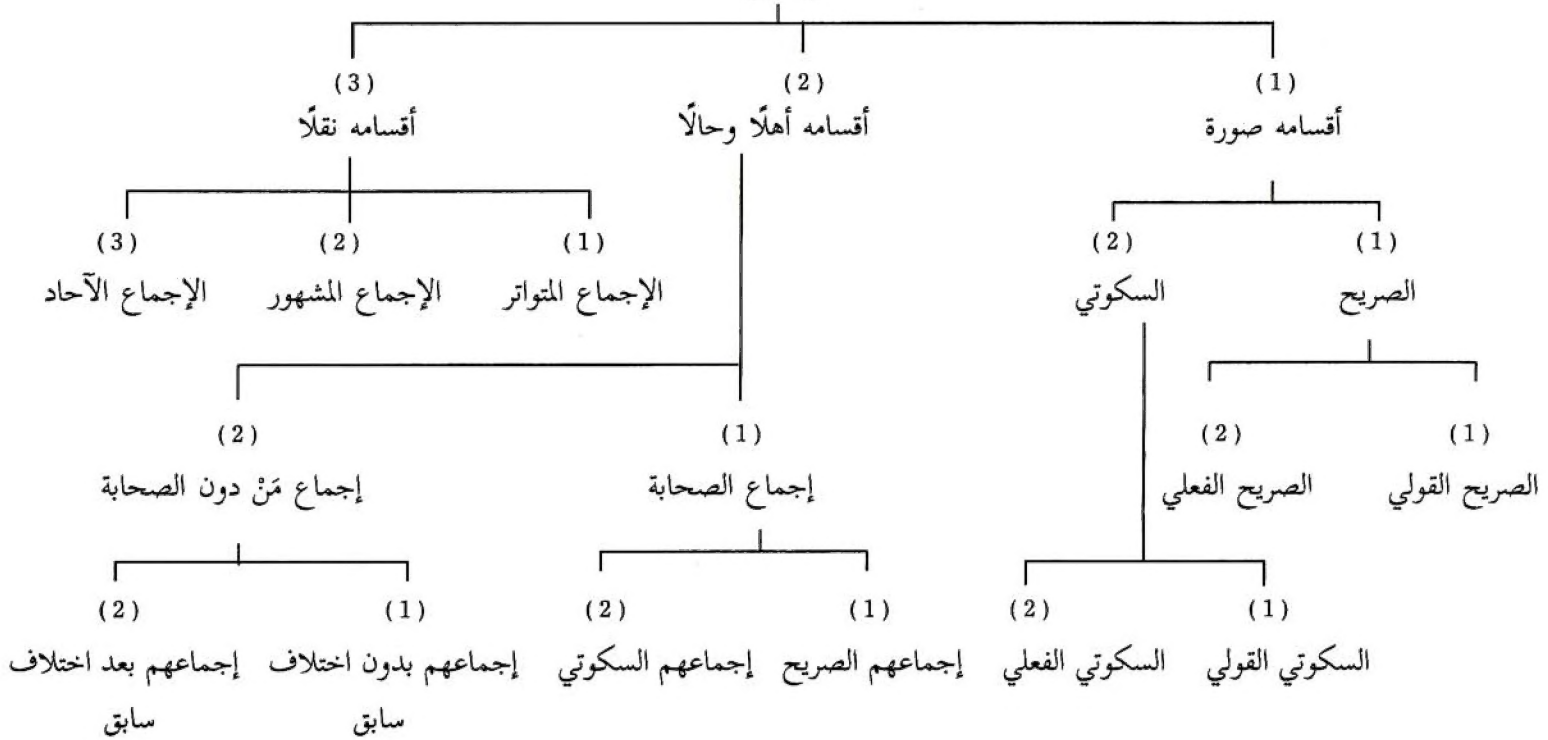 (1)
أقسامه صورة
(2)
أقسامه أهلًا وحالًا
(3)
أقسامه نقلًا
(1)
الصريح
(2)
السكوتي
(1)
الإجماع المتواتر
(2)
الإجماع المشهور
(3)
الإجماع الآحاد
(1)
الصريح القولي
(2)
الصريح الفعلي
(1)
إجماع الصحابة
(2)
إجماع مَنْ دون الصحابة
(1)
السكوتي القولي
(2)
السكوتي الفعلي
(1)
إجماعهم الصريح
(2)
إجماعهم السكوتي
(1)
إجماعهم بدون اختلاف
سابق
(2)
إجماعهم بعد اختلاف
سابق